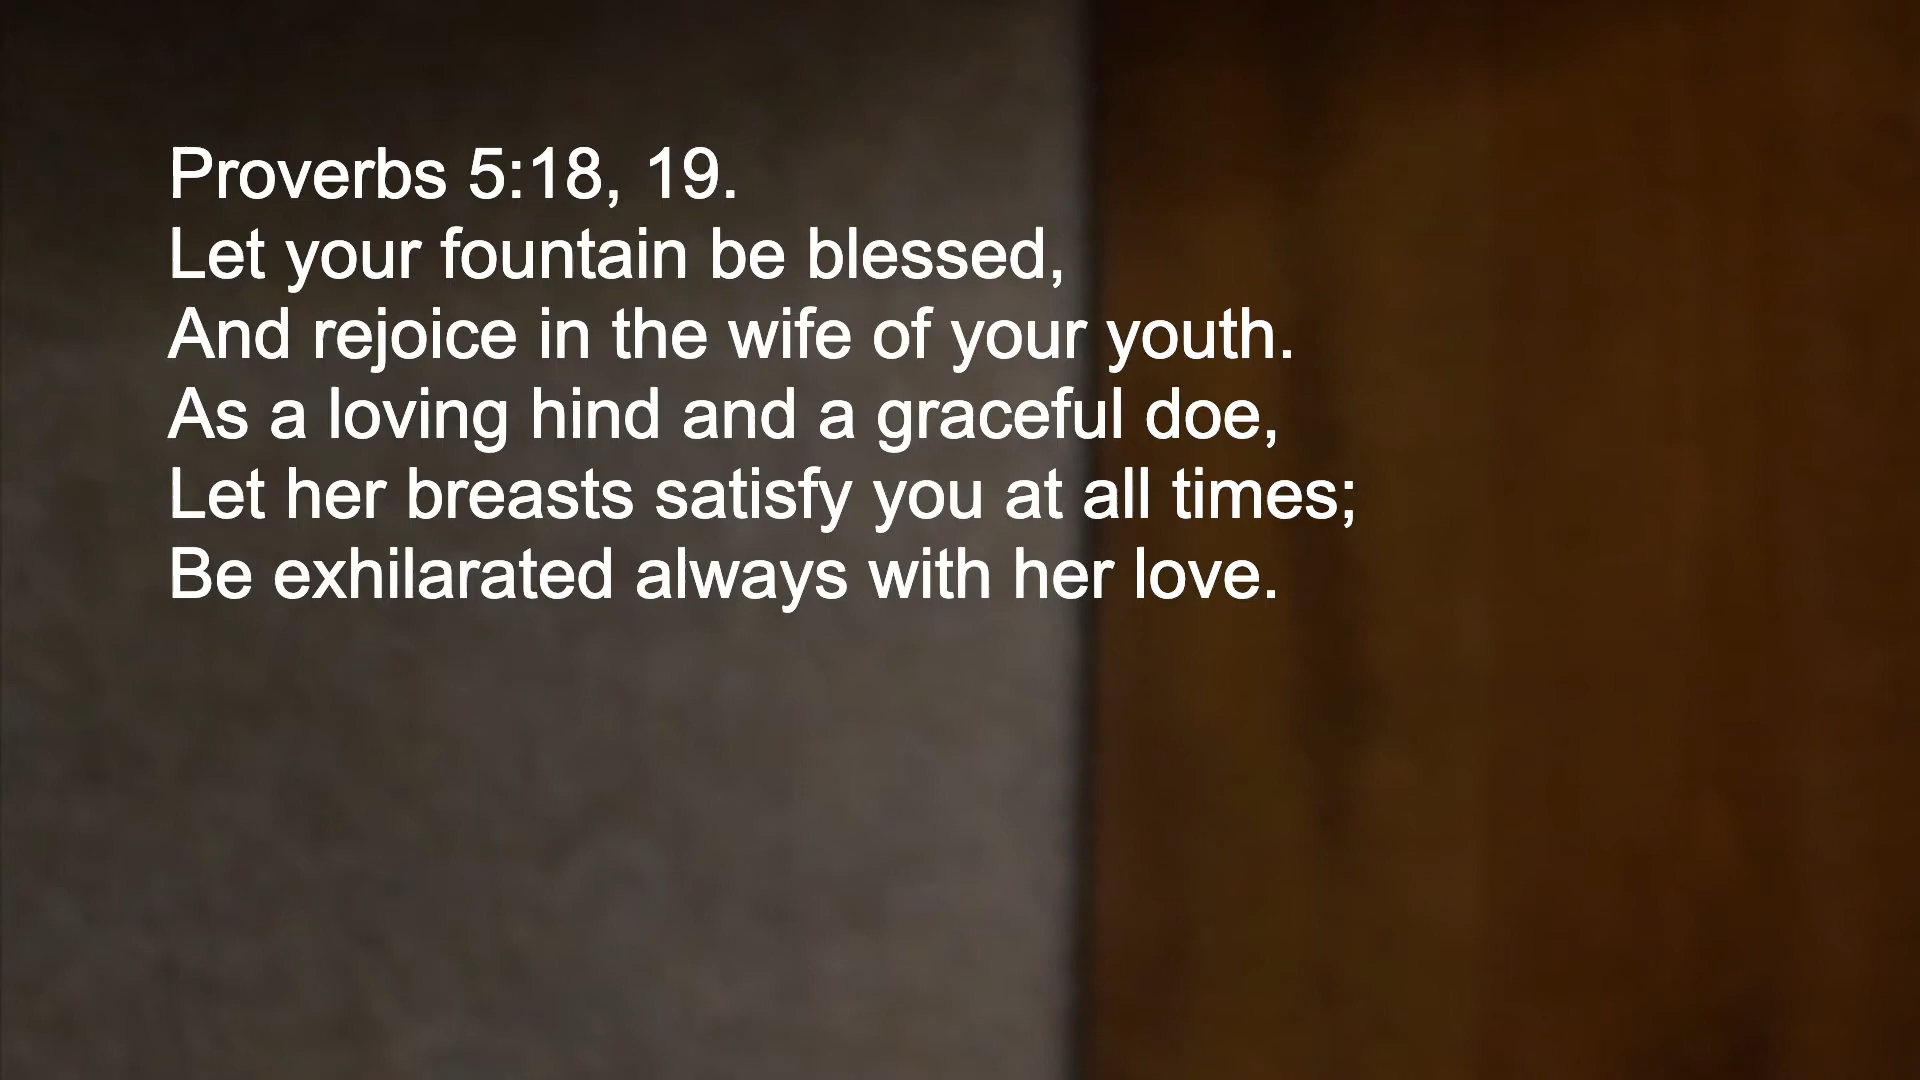 Proverbs 5:18, 19.
Let your fountain be blessed,
And rejoice in the wife of your youth.
As a loving hind and a graceful doe,
Let her breasts satisfy you at all times;
Be exhilarated always with her love.